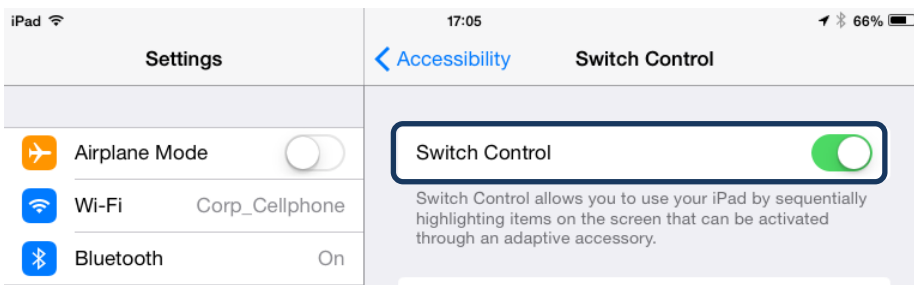 iPad 17:05 66%
Settings
Accessibility Switch Control
Airplane Mode
Wi-Fi Corp_Cellphone
Bluetooth On
Switch Control
Switch Control allows you to use your iPad by sequentially
highlighting items on the screen that can be activated
through an adaptive accessory.